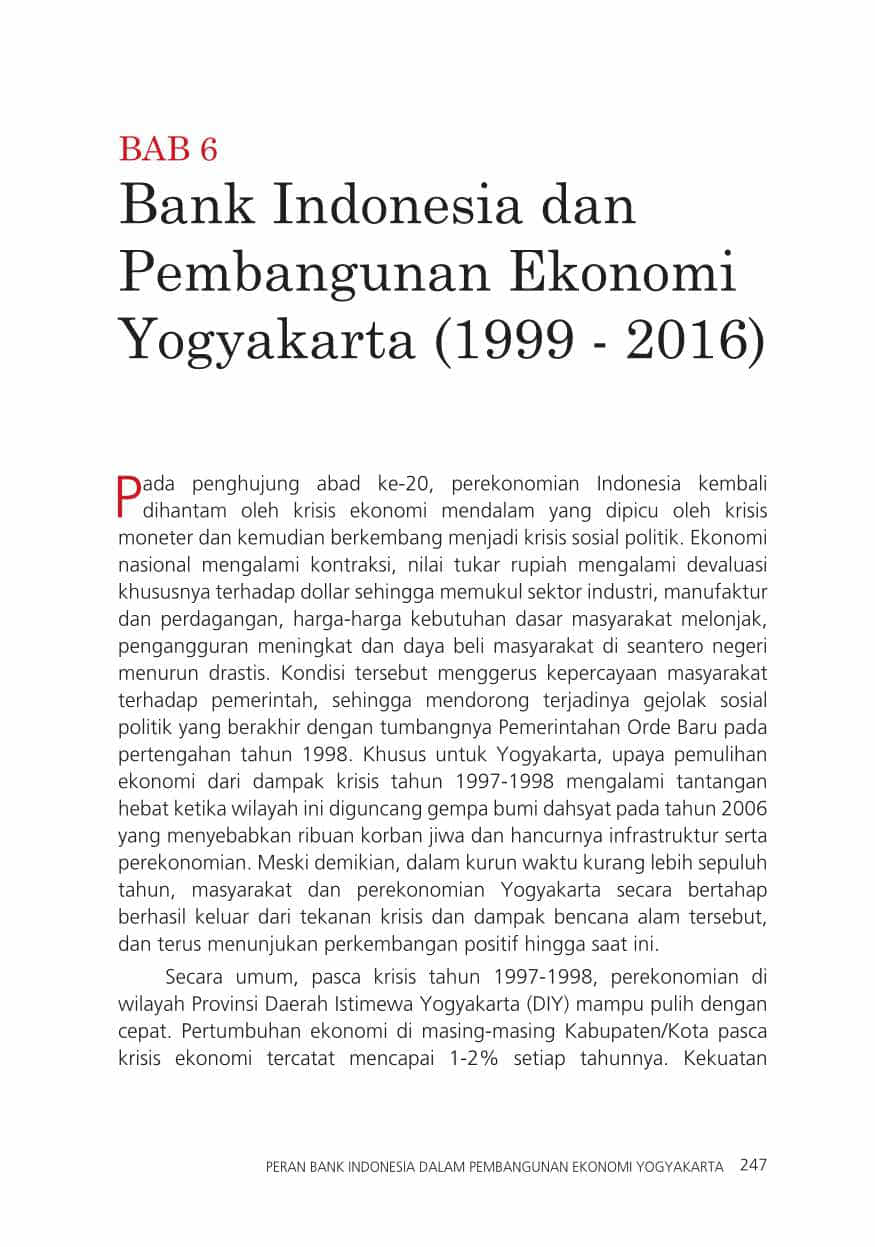 BAB 6
Bank Indonesia dan
Pembangunan Ekonomi
Yogyakarta (1999 - 2016)
Pada penghujung abad ke-20, perekonomian Indonesia kembali
dihantam oleh krisis ekonomi mendalam yang dipicu oleh krisis
moneter dan kemudian berkembang menjadi krisis sosial politik. Ekonomi
nasional mengalami kontraksi, nilai tukar rupiah mengalami devaluasi
khususnya terhadap dollar sehingga memukul sektor industri, manufaktur
dan perdagangan, harga-harga kebutuhan dasar masyarakat melonjak,
pengangguran meningkat dan daya beli masyarakat di seantero negeri
menurun drastis. Kondisi tersebut menggerus kepercayaan masyarakat
terhadap pemerintah, sehingga mendorong terjadinya gejolak sosial
politik yang berakhir dengan tumbangnya Pemerintahan Orde Baru pada
pertengahan tahun 1998. Khusus untuk Yogyakarta, upaya pemulihan
ekonomi dari dampak krisis tahun 1997-1998 mengalami tantangan
hebat ketika wilayah ini diguncang gempa bumi dahsyat pada tahun 2006
yang menyebabkan ribuan korban jiwa dan hancurnya infrastruktur serta
perekonomian. Meski demikian, dalam kurun waktu kurang lebih sepuluh
tahun, masyarakat dan perekonomian Yogyakarta secara bertahap
berhasil keluar dari tekanan krisis dan dampak bencana alam tersebut,
dan terus menunjukan perkembangan positif hingga saat ini.
Secara umum, pasca krisis tahun 1997-1998, perekonomian di
wilayah Provinsi Daerah Istimewa Yogyakarta (DIY) mampu pulih dengan
cepat. Pertumbuhan ekonomi di masing-masing Kabupaten/Kota pasca
krisis ekonomi tercatat mencapai 1-2% setiap tahunnya. Kekuatan
PERAN BANK INDONESIA DALAM PEMBANGUNAN EKONOMI YOGYAKARTA 247